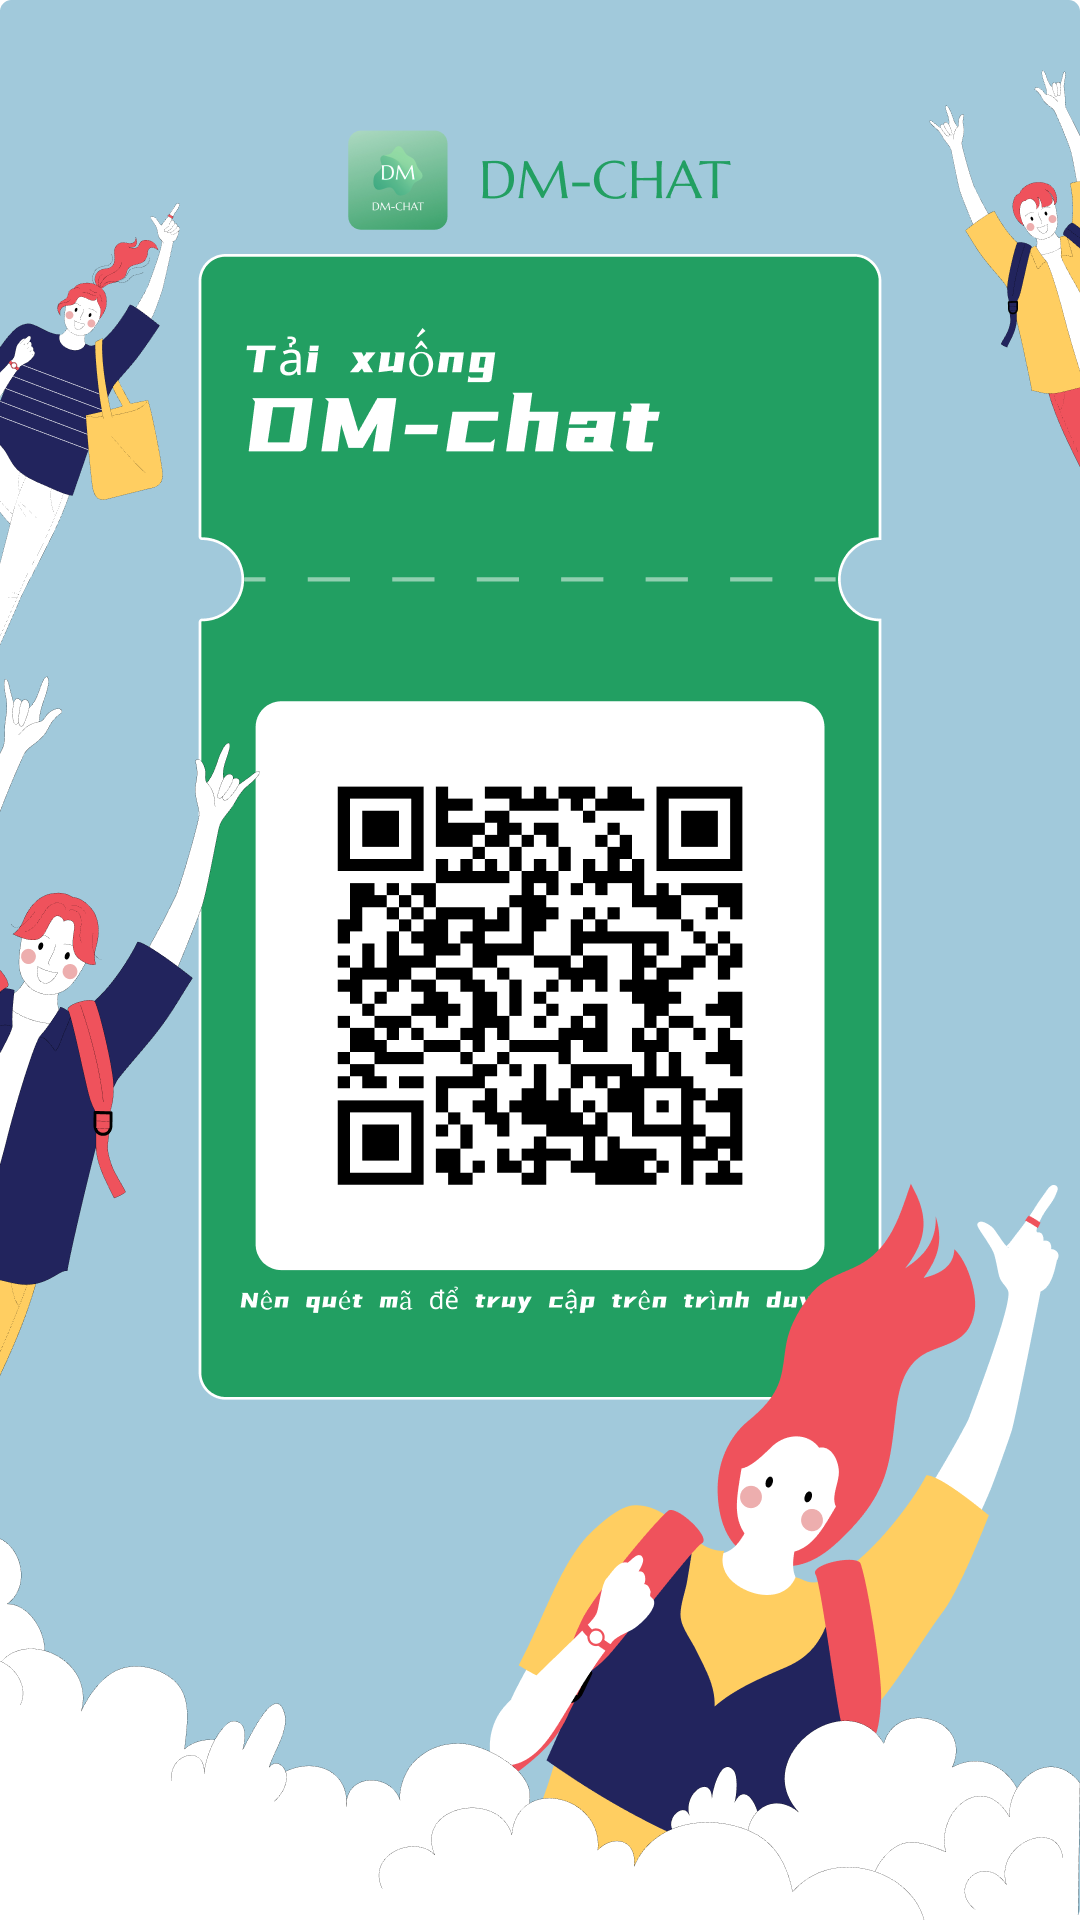 DM
DM-CHAT
DM-CHAT
Tải xuống
DM-chat
Nên quét mã để truy cập trên trình